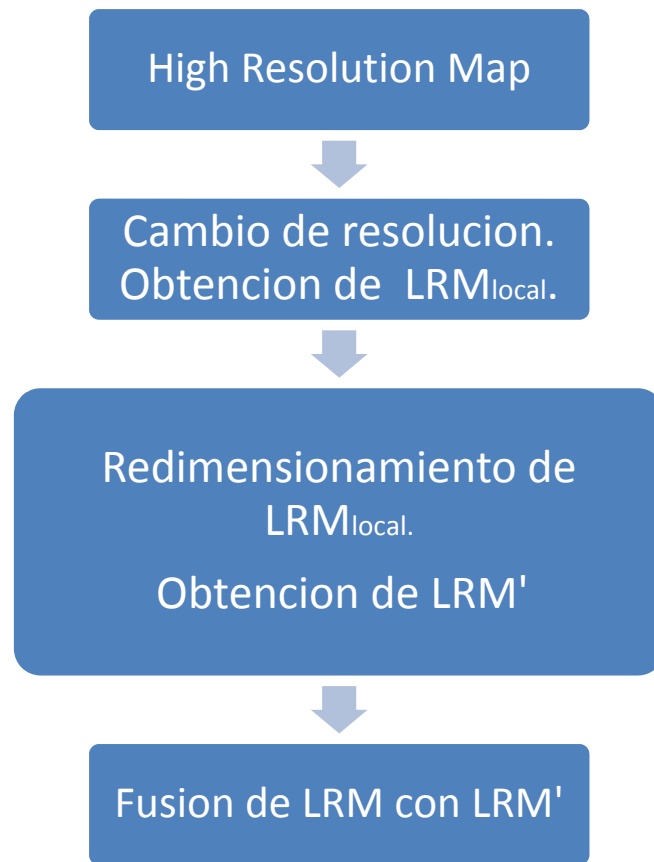 High Resolution Map
Cambio de resolucion.
Obtencion de LRMlocal.
Redimensionamiento de
LRMlocal.
Obtencion de LRM'
Fusion de LRM con LRM'